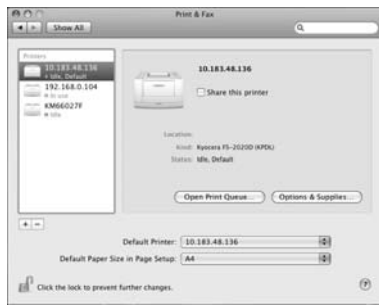 Print & Fax
Show All
Printers
10.183.48.136
Idle, Default
192.168.0.104
In use
KM66027F
Idle
10.183.48.136
Share this printer
Location:
Kind: Kyocera FS-2020D (KPDL)
Status: Idle, Default
Open Print Queue... Options & Supplies...
+ −
Default Printer: 10.183.48.136
Default Paper Size in Page Setup: A4
Click the lock to prevent further changes. ?